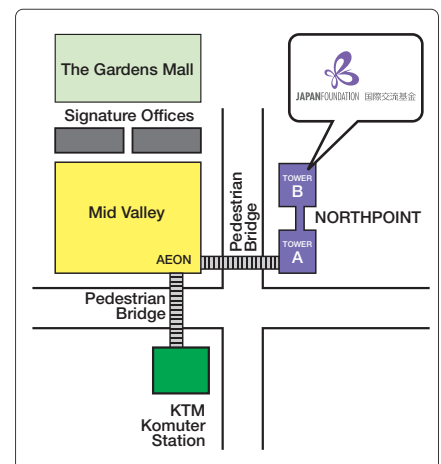 The Gardens Mall
Signature Offices
JAPANFOUNDATION 国際交流基金
Mid Valley
AEON
Pedestrian
Bridge
TOWER
B
NORTHPOINT
TOWER
A
Pedestrian
Bridge
KTM
Komuter
Station